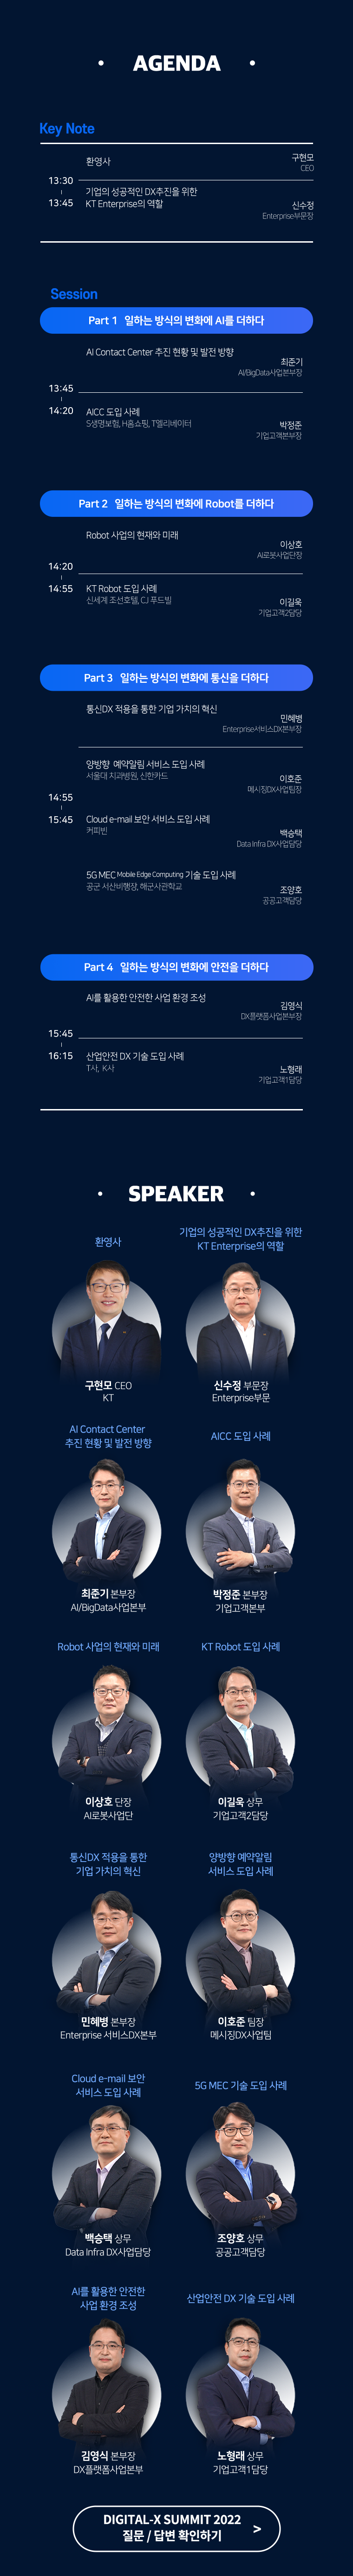 AGENDA
Key Note
13:30
13:45
환영사
구현모
CEO
기업의 성공적인 DX추진을 위한
KT Enterprise의 역할
신수정
Enterprise부문장
Session
Part 1 일하는 방식의 변화에 AI를 더하다
13:45
14:20
AI Contact Center 추진 현황 및 발전 방향
최준기
AI/BigData사업본부장
AICC 도입 사례
S생명보험, H홈쇼핑, T엘리베이터
박정준
기업고객본부장
Part 2 일하는 방식의 변화에 Robot를 더하다
14:20
14:55
Robot 사업의 현재와 미래
이상호
AI로봇사업단장
KT Robot 도입 사례
신세계 조선호텔, CJ 푸드빌
이길욱
기업고객2담당
Part 3 일하는 방식의 변화에 통신을 더하다
14:55
15:45
통신DX 적용을 통한 기업 가치의 혁신
민혜병
Enterprise서비스DX본부장
양방향 예약알림 서비스 도입 사례
서울대 치과병원, 신한카드
이호준
메시징DX사업팀장
Cloud e-mail 보안 서비스 도입 사례
커피빈
백승택
Data Infra DX사업담당
5G MEC Mobile Edge Computing 기술 도입 사례
공군 서산비행장, 해군사관학교
조양호
공공고객담당
Part 4 일하는 방식의 변화에 안전을 더하다
15:45
16:15
AI를 활용한 안전한 사업 환경 조성
김영식
DX플랫폼사업본부장
산업안전 DX 기술 도입 사례
T사, K사
노형래
기업고객1담당
SPEAKER
환영사
구현모 CEO
KT
기업의 성공적인 DX추진을 위한
KT Enterprise의 역할
신수정 부문장
Enterprise부문
AI Contact Center
추진 현황 및 발전 방향
최준기 본부장
AI/BigData사업본부
AICC 도입 사례
박정준 본부장
기업고객본부
Robot 사업의 현재와 미래
이상호 단장
AI로봇사업단
KT Robot 도입 사례
이길욱 상무
기업고객2담당
통신DX 적용을 통한
기업 가치의 혁신
민혜병 본부장
Enterprise 서비스DX본부
양방향 예약알림
서비스 도입 사례
이호준 팀장
메시징DX사업팀
Cloud e-mail 보안
서비스 도입 사례
백승택 상무
Data Infra DX사업담당
5G MEC 기술 도입 사례
조양호 상무
공공고객담당
AI를 활용한 안전한
사업 환경 조성
김영식 본부장
DX플랫폼사업본부
산업안전 DX 기술 도입 사례
노형래 상무
기업고객1담당
DIGITAL-X SUMMIT 2022
질문 / 답변 확인하기 >